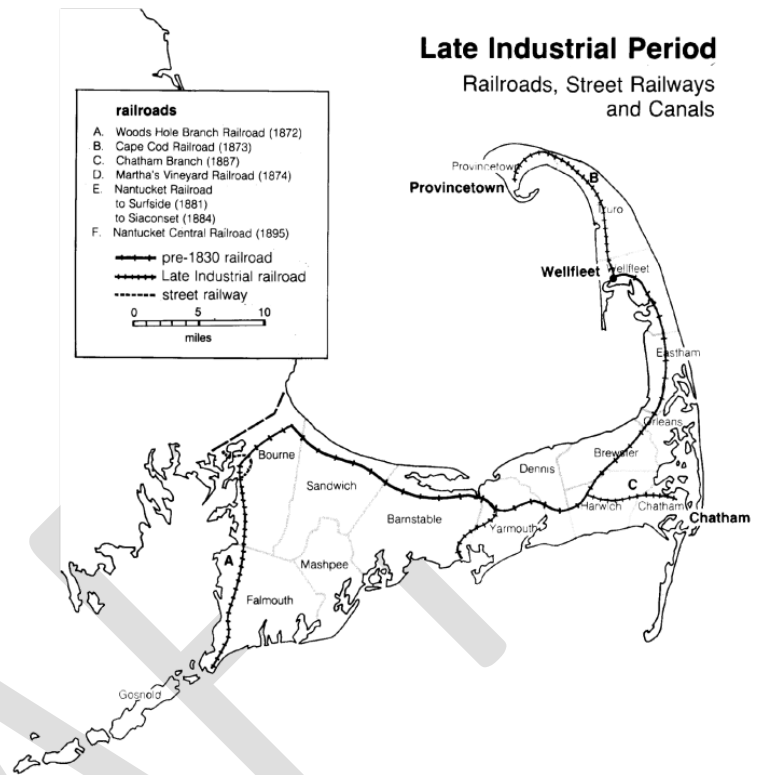 Late Industrial Period
Railroads, Street Railways
and Canals
railroads
A. Woods Hole Branch Railroad (1872)
B. Cape Cod Railroad (1873)
C. Chatham Branch (1887)
D. Martha's Vineyard Railroad (1874)
E. Nantucket Railroad
to Surfside (1881)
to Siaconset (1884)
F. Nantucket Central Railroad (1895)
pre-1830 railroad
Late Industrial railroad
street railway
0 5 10
miles
Provincetown
Provincetown
B
Truro
Wellfleet
Wellfleet
Eastham
Orleans
Bourne
Brewster
Dennis
Sandwich
C
Harwich
Chatham
Chatham
Barnstable
Yarmouth
A
Mashpee
Falmouth
Gosnold